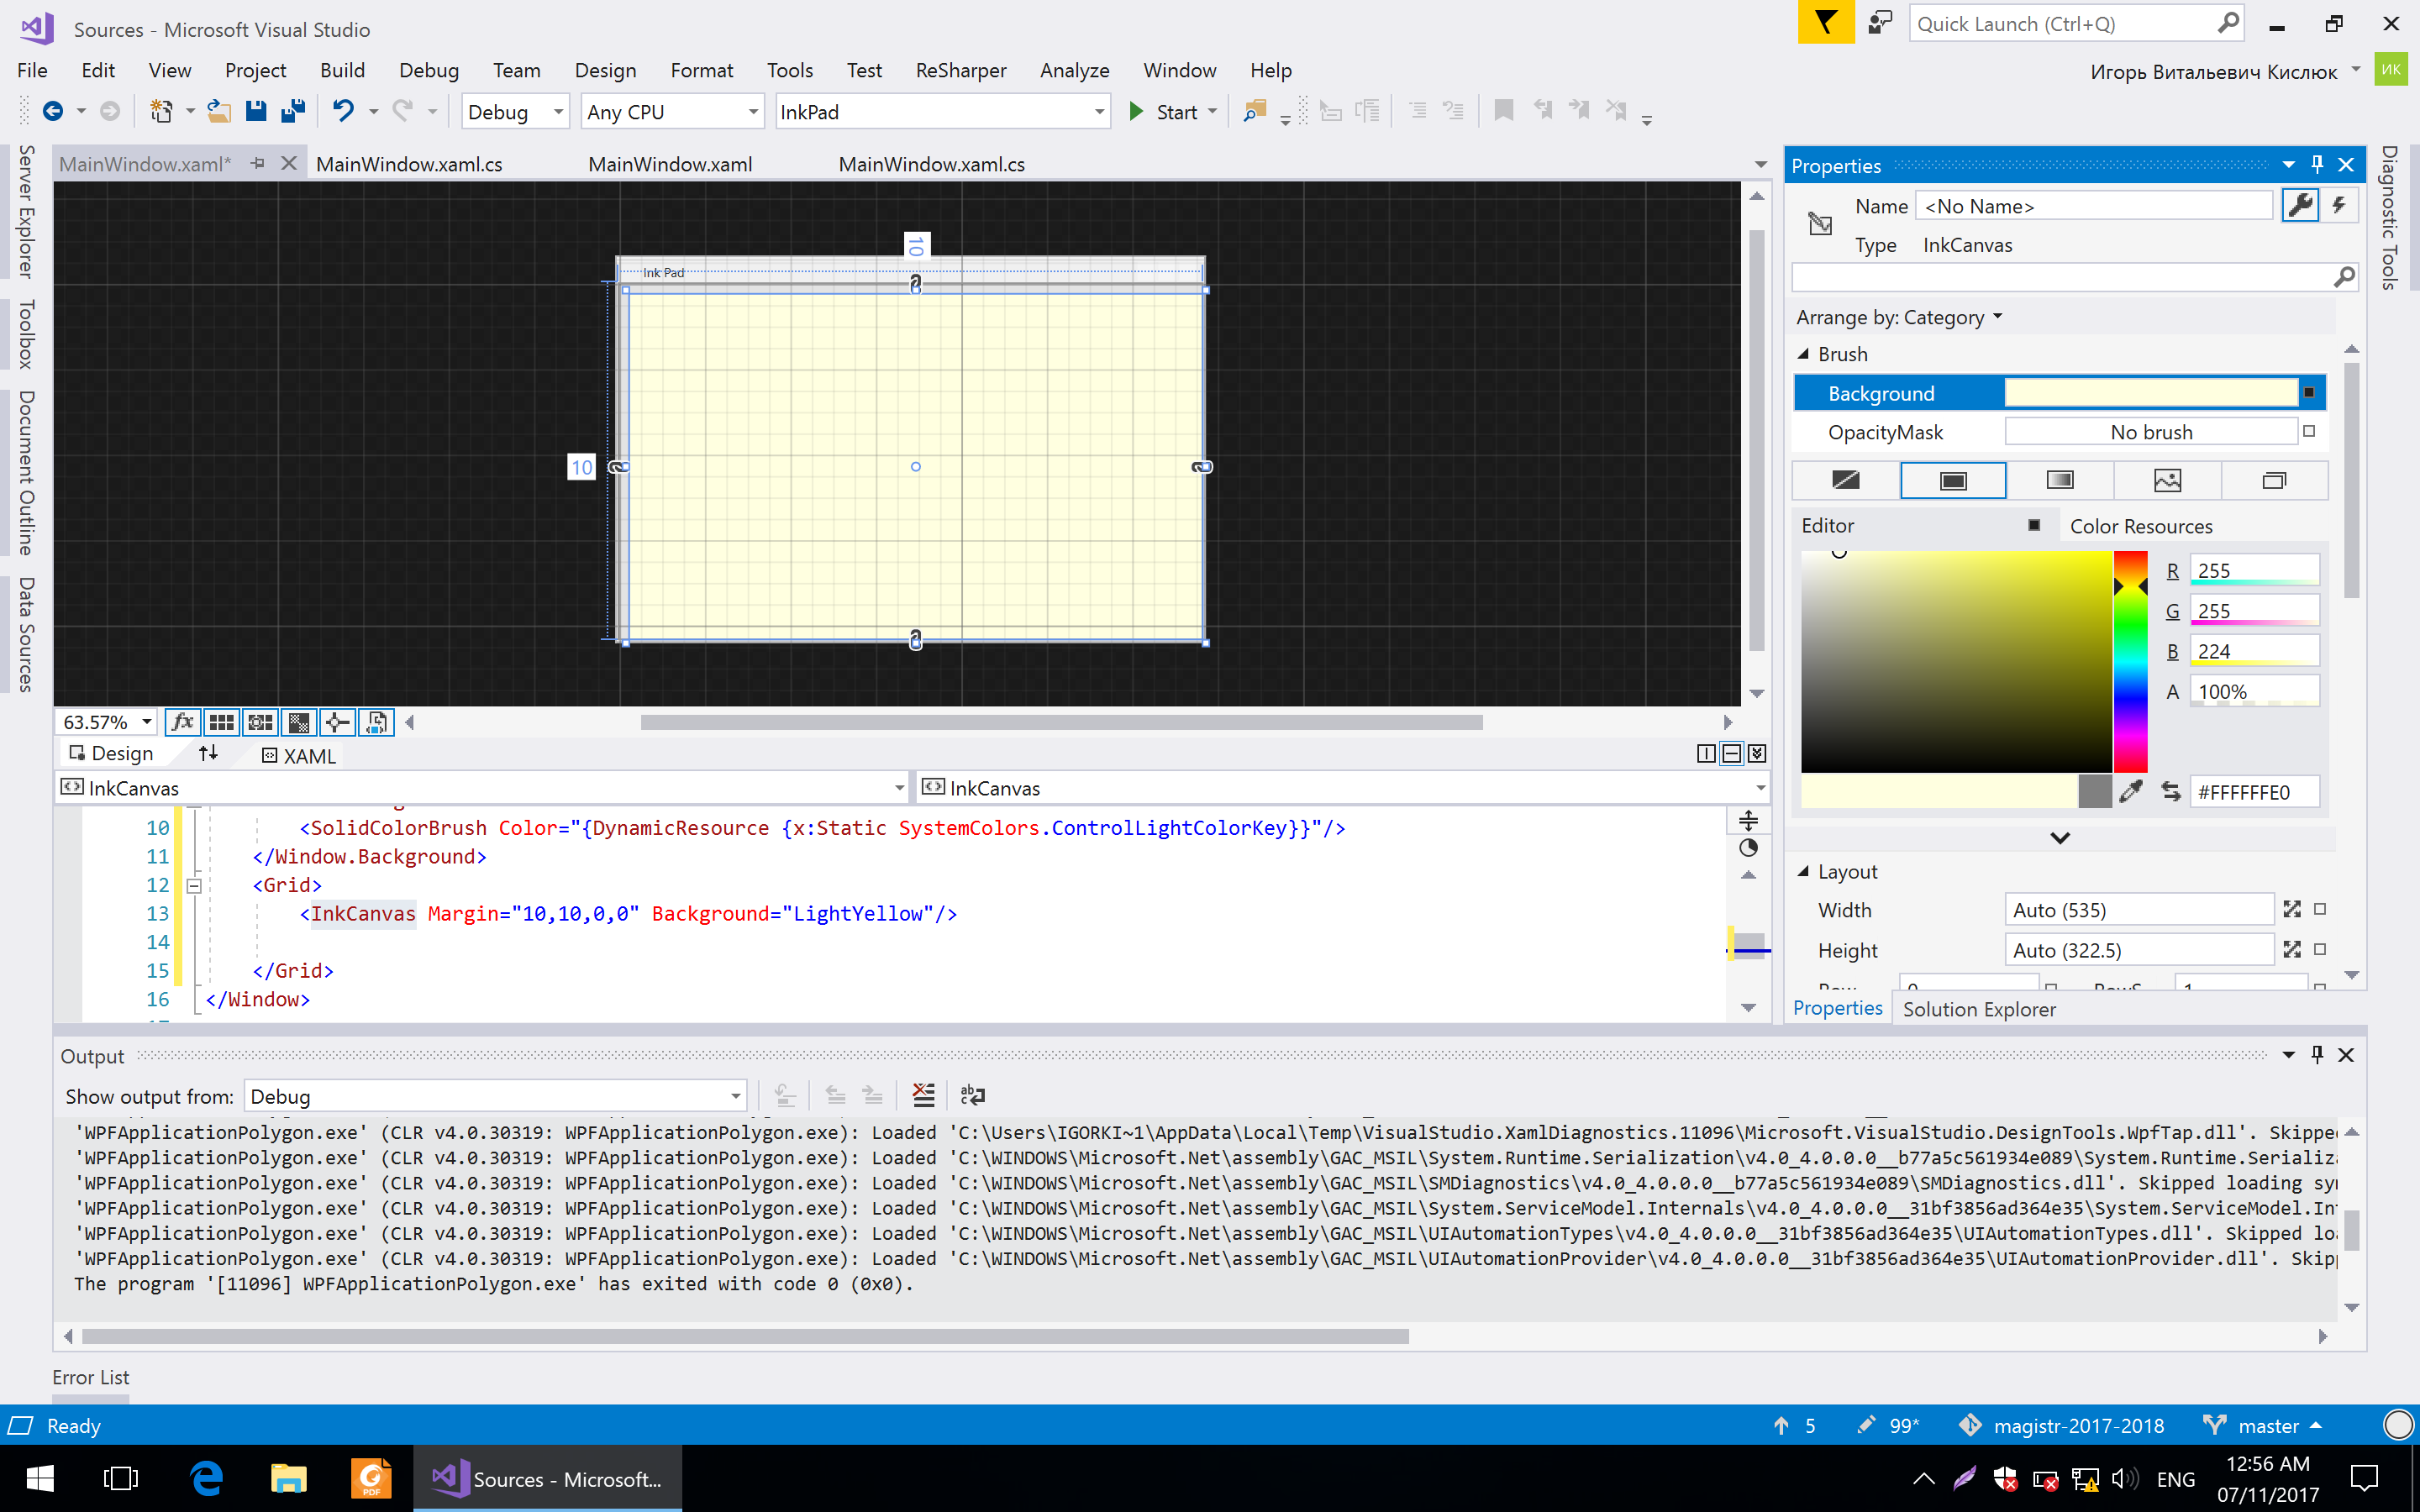 Sources - Microsoft Visual Studio
Quick Launch (Ctrl+Q)
File Edit View Project Build Debug Team Design Format Tools Test ReSharper Analyze Window Help
Игорь Витальевич Кислюк
ИК
Debug
Any CPU
InkPad
Start
Server Explorer
Toolbox
Document Outline
Data Sources
MainWindow.xaml*
MainWindow.xaml.cs
MainWindow.xaml
MainWindow.xaml.cs
10
Ink Pad
10
63.57%
Design
XAML
InkCanvas
InkCanvas
10 <SolidColorBrush Color="{DynamicResource {x:Static SystemColors.ControlLightColorKey}}"/>
11 </Window.Background>
12 <Grid>
13 <InkCanvas Margin="10,10,0,0" Background="LightYellow"/>
14
15 </Grid>
16 </Window>
Properties
Name <No Name>
Type InkCanvas
Arrange by: Category
Brush
Background
OpacityMask No brush
Editor
Color Resources
R 255
G 255
B 224
A 100%
#FFFFFFE0
Layout
Width Auto (535)
Height Auto (322.5)
Properties
Solution Explorer
Diagnostic Tools
Output
Show output from: Debug
'WPFApplicationPolygon.exe' (CLR v4.0.30319: WPFApplicationPolygon.exe): Loaded 'C:\Users\IGORKI~1\AppData\Local\Temp\VisualStudio.XamlDiagnostics.11096\Microsoft.VisualStudio.DesignTools.WpfTap.dll'. Skippe
'WPFApplicationPolygon.exe' (CLR v4.0.30319: WPFApplicationPolygon.exe): Loaded 'C:\WINDOWS\Microsoft.Net\assembly\GAC_MSIL\System.Runtime.Serialization\v4.0_4.0.0.0__b77a5c561934e089\System.Runtime.Serializ
'WPFApplicationPolygon.exe' (CLR v4.0.30319: WPFApplicationPolygon.exe): Loaded 'C:\WINDOWS\Microsoft.Net\assembly\GAC_MSIL\SMDiagnostics\v4.0_4.0.0.0__b77a5c561934e089\SMDiagnostics.dll'. Skipped loading sy
'WPFApplicationPolygon.exe' (CLR v4.0.30319: WPFApplicationPolygon.exe): Loaded 'C:\WINDOWS\Microsoft.Net\assembly\GAC_MSIL\System.ServiceModel.Internals\v4.0_4.0.0.0__31bf3856ad364e35\System.ServiceModel.In
'WPFApplicationPolygon.exe' (CLR v4.0.30319: WPFApplicationPolygon.exe): Loaded 'C:\WINDOWS\Microsoft.Net\assembly\GAC_MSIL\UIAutomationTypes\v4.0_4.0.0.0__31bf3856ad364e35\UIAutomationTypes.dll'. Skipped lo
'WPFApplicationPolygon.exe' (CLR v4.0.30319: WPFApplicationPolygon.exe): Loaded 'C:\WINDOWS\Microsoft.Net\assembly\GAC_MSIL\UIAutomationProvider\v4.0_4.0.0.0__31bf3856ad364e35\UIAutomationProvider.dll'. Skip
The program '[11096] WPFApplicationPolygon.exe' has exited with code 0 (0x0).
Error List
Ready
5
99*
magistr-2017-2018
master
PDF
Sources - Microsoft...
ENG
12:56 AM
07/11/2017